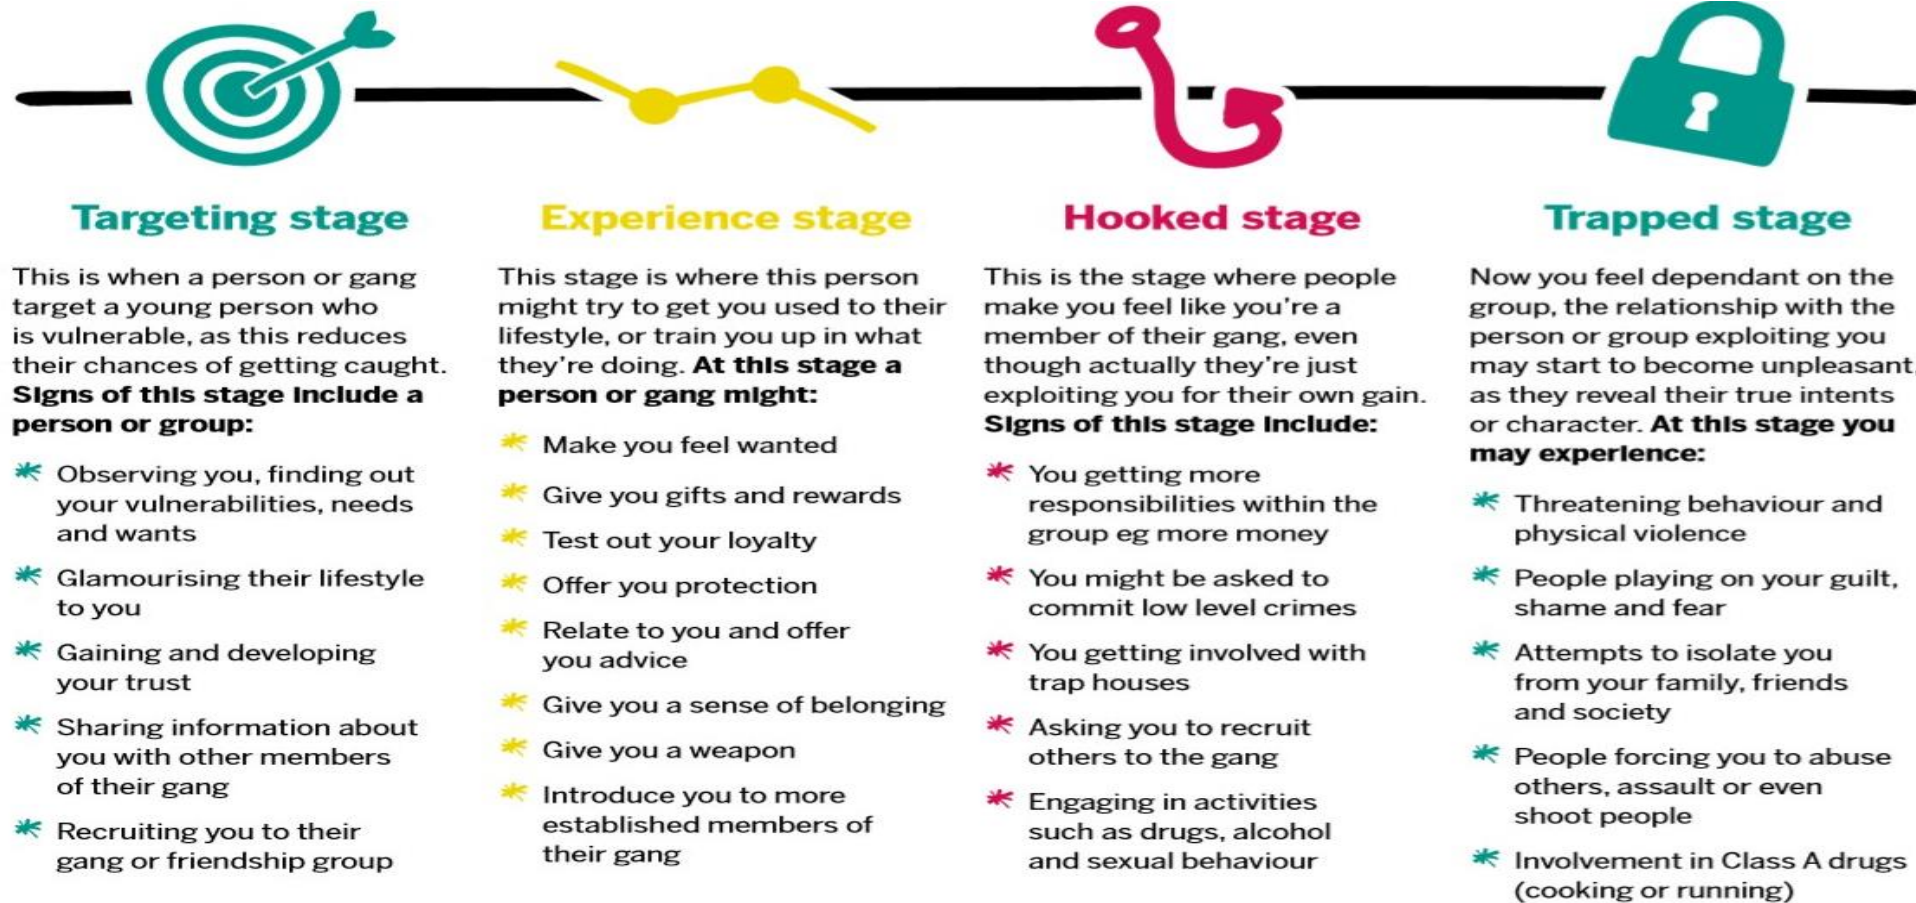 Targeting stage
This is when a person or gang
target a young person who
is vulnerable, as this reduces
their chances of getting caught.
Signs of this stage include a
person or group:
Observing you, finding out
your vulnerabilities, needs
and wants
Glamourising their lifestyle
to you
Gaining and developing
your trust
Sharing information about
you with other members
of their gang
Recruiting you to their
gang or friendship group
Experience stage
This stage is where this person
might try to get you used to their
lifestyle, or train you up in what
they're doing. At this stage a
person or gang might:
Make you feel wanted
Give you gifts and rewards
Test out your loyalty
Offer you protection
Relate to you and offer
you advice
Give you a sense of belonging
Give you a weapon
Introduce you to more
established members of
their gang
Hooked stage
This is the stage where people
make you feel like you're a
member of their gang, even
though actually they're just
exploiting you for their own gain.
Signs of this stage include:
You getting more
responsibilities within the
group eg more money
You might be asked to
commit low level crimes
You getting involved with
trap houses
Asking you to recruit
others to the gang
Engaging in activities
such as drugs, alcohol
and sexual behaviour
Trapped stage
Now you feel dependant on the
group, the relationship with the
person or group exploiting you
may start to become unpleasant,
as they reveal their true intents
or character. At this stage you
may experience:
Threatening behaviour and
physical violence
People playing on your guilt,
shame and fear
Attempts to isolate you
from your family, friends
and society
People forcing you to abuse
others, assault or even
shoot people
Involvement in Class A drugs
(cooking or running)